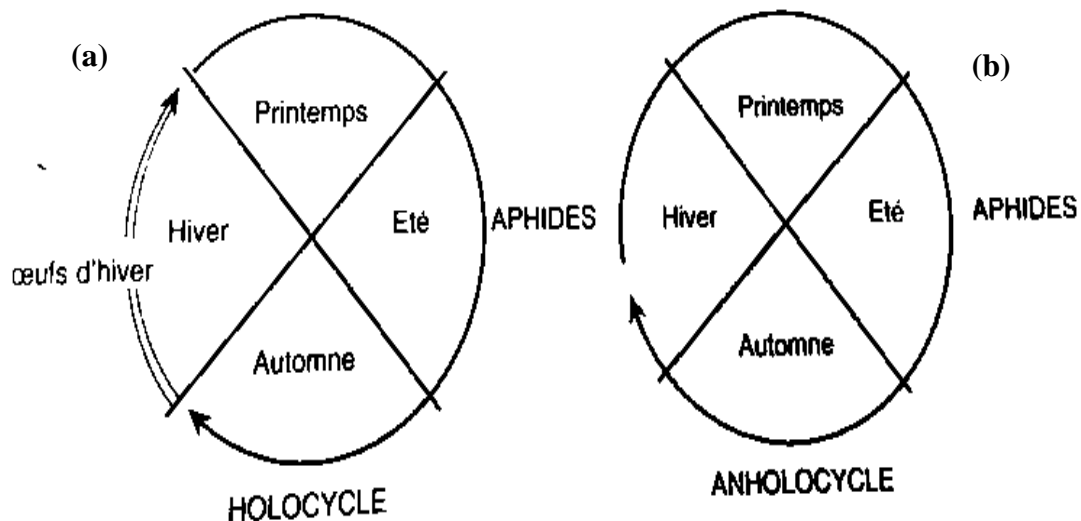 (a)
Printemps
Hiver
Eté
APHIDES
œufs d'hiver
Automne
HOLOCYCLE
(b)
Printemps
Hiver
Eté
APHIDES
Automne
ANHOLOCYCLE